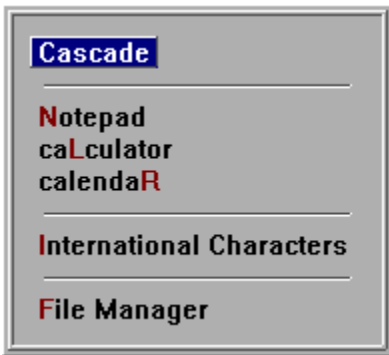 Cascade
Notepad
caLculator
calendaR
International Characters
File Manager